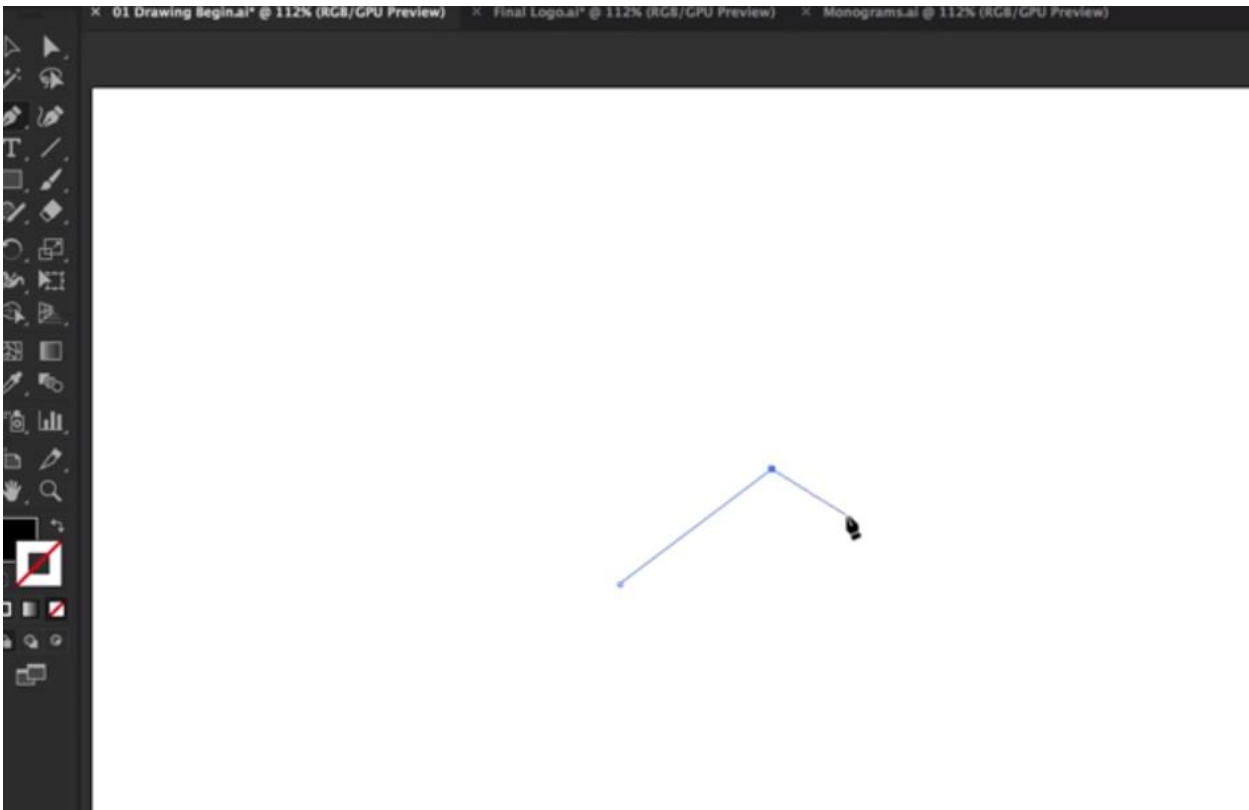 × 01 Drawing Begin.ai* @ 112% (RGB/GPU Preview) × Final Logo.ai* @ 112% (RGB/GPU Preview) × Monograms.ai @ 112% (RGB/GPU Preview)